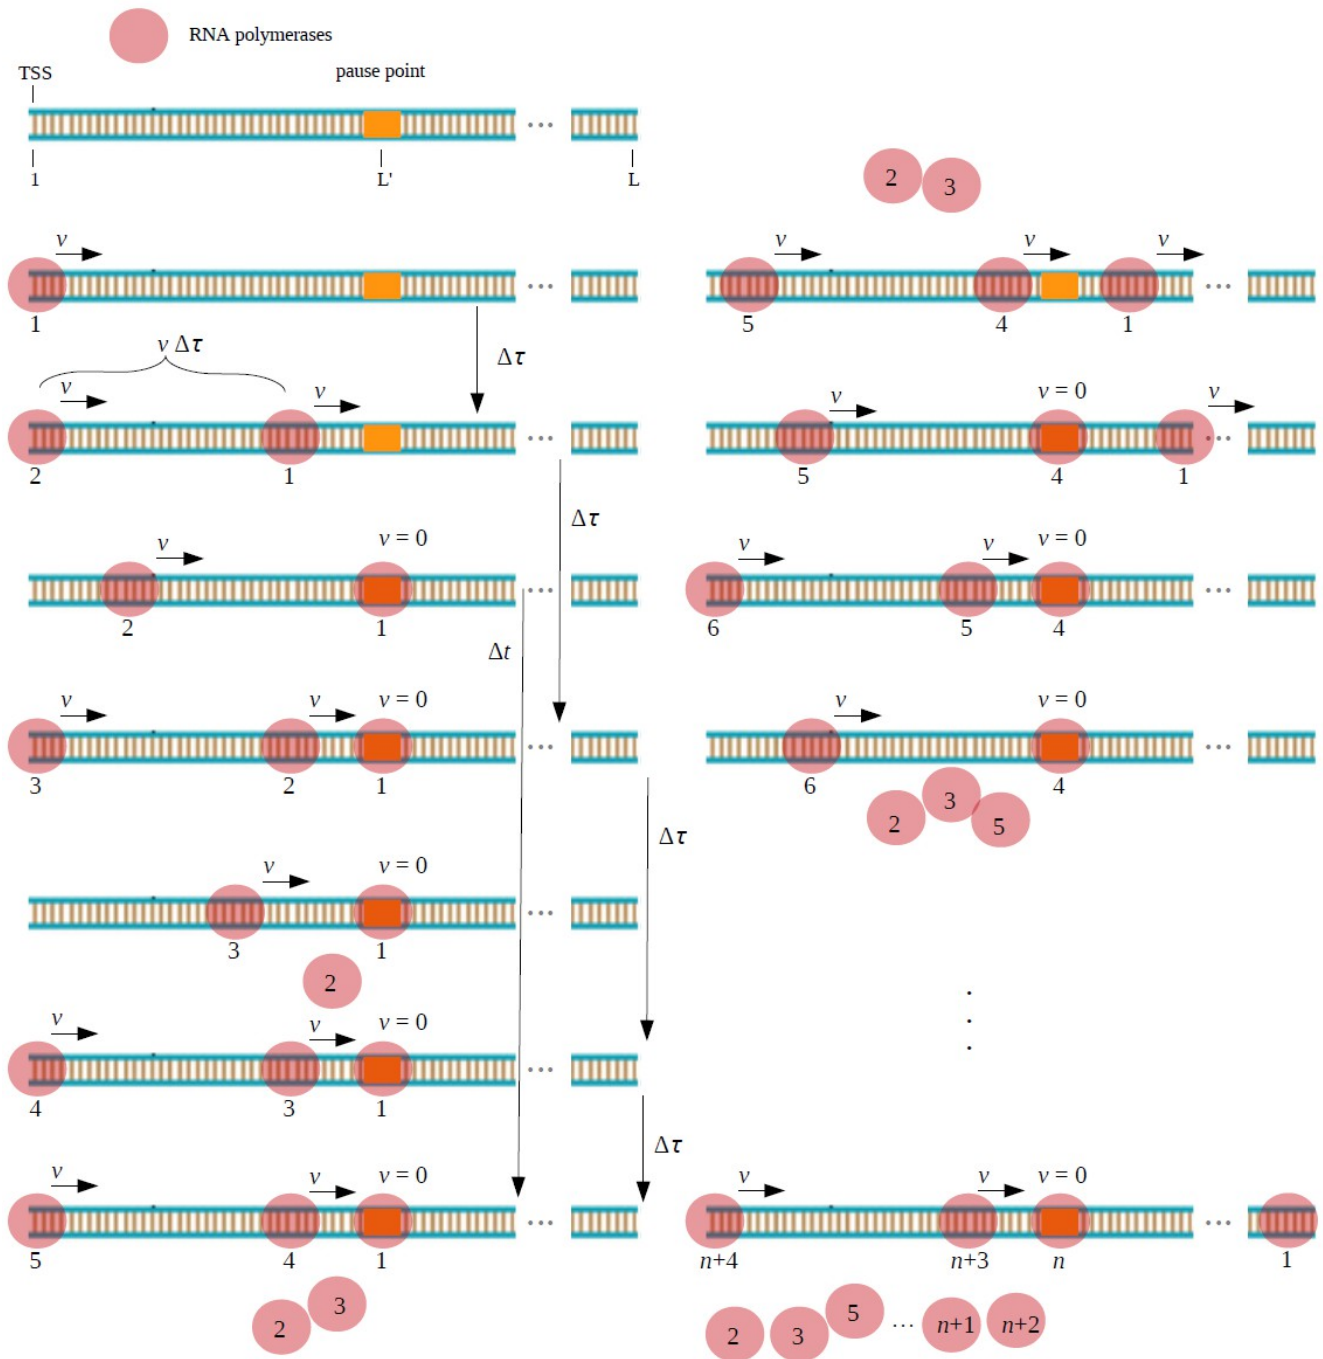 RNA polymerases
TSS
pause point
1
L'
L
v
1
Δτ
v Δτ
v
v
2
1
Δτ
v
v = 0
2
1
Δt
v
v
v = 0
3
2
1
Δτ
v
v = 0
3
1
2
v
v
v = 0
4
3
1
Δτ
v
v
v = 0
5
4
1
2
3
2
3
v
v
v
5
4
1
v
v = 0
v
5
4
1
v
v
v = 0
6
5
4
v
v = 0
6
4
2
3
5
v
v
v = 0
n+4
n+3
n
1
2
3
5
...
n+1
n+2